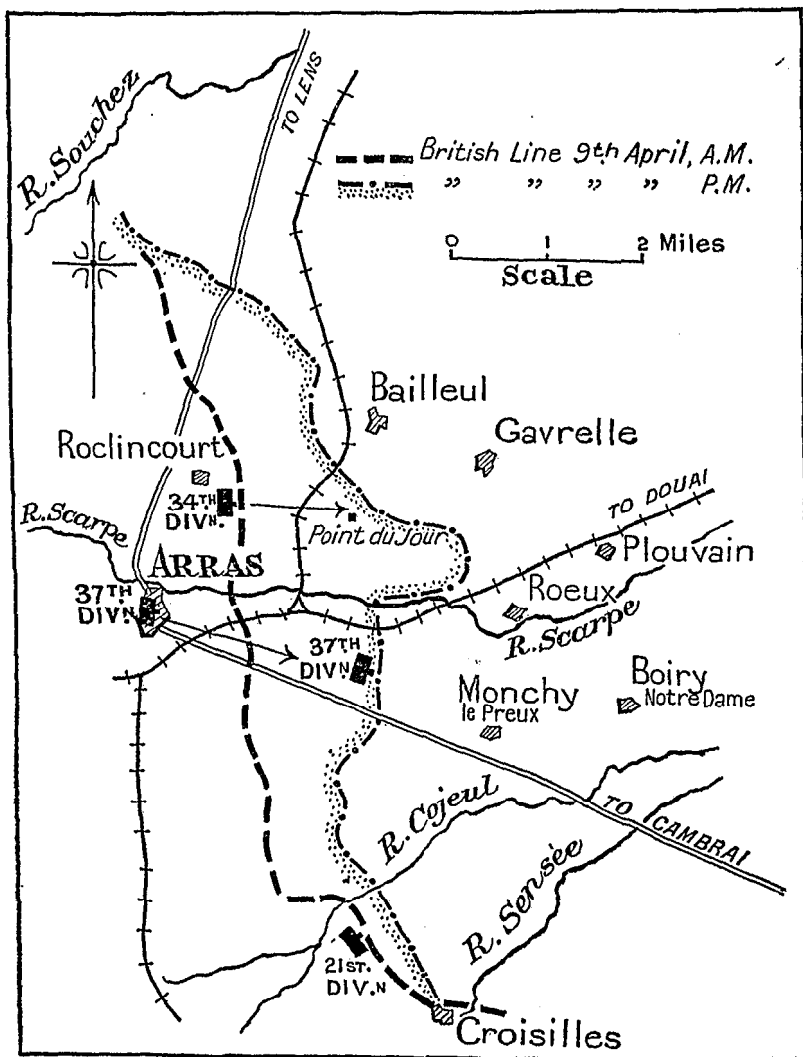 R. Souchez
TO LENS
British Line 9th April, A.M.
" " " " P.M.
0 1 2 Miles
Scale
Bailleul
Gavrelle
Roclincourt
34TH
DIVN.
Point du Jour
TO DOUAI
R. Scarpe
ARRAS
Plouvain
Roeux
R. Scarpe
37TH
DIVN
37TH
DIVN
Monchy
le Preux
Boiry
Notre Dame
R. Cojeul
TO CAMBRAI
R. Sensée
21ST.
DIV.N
Croisilles